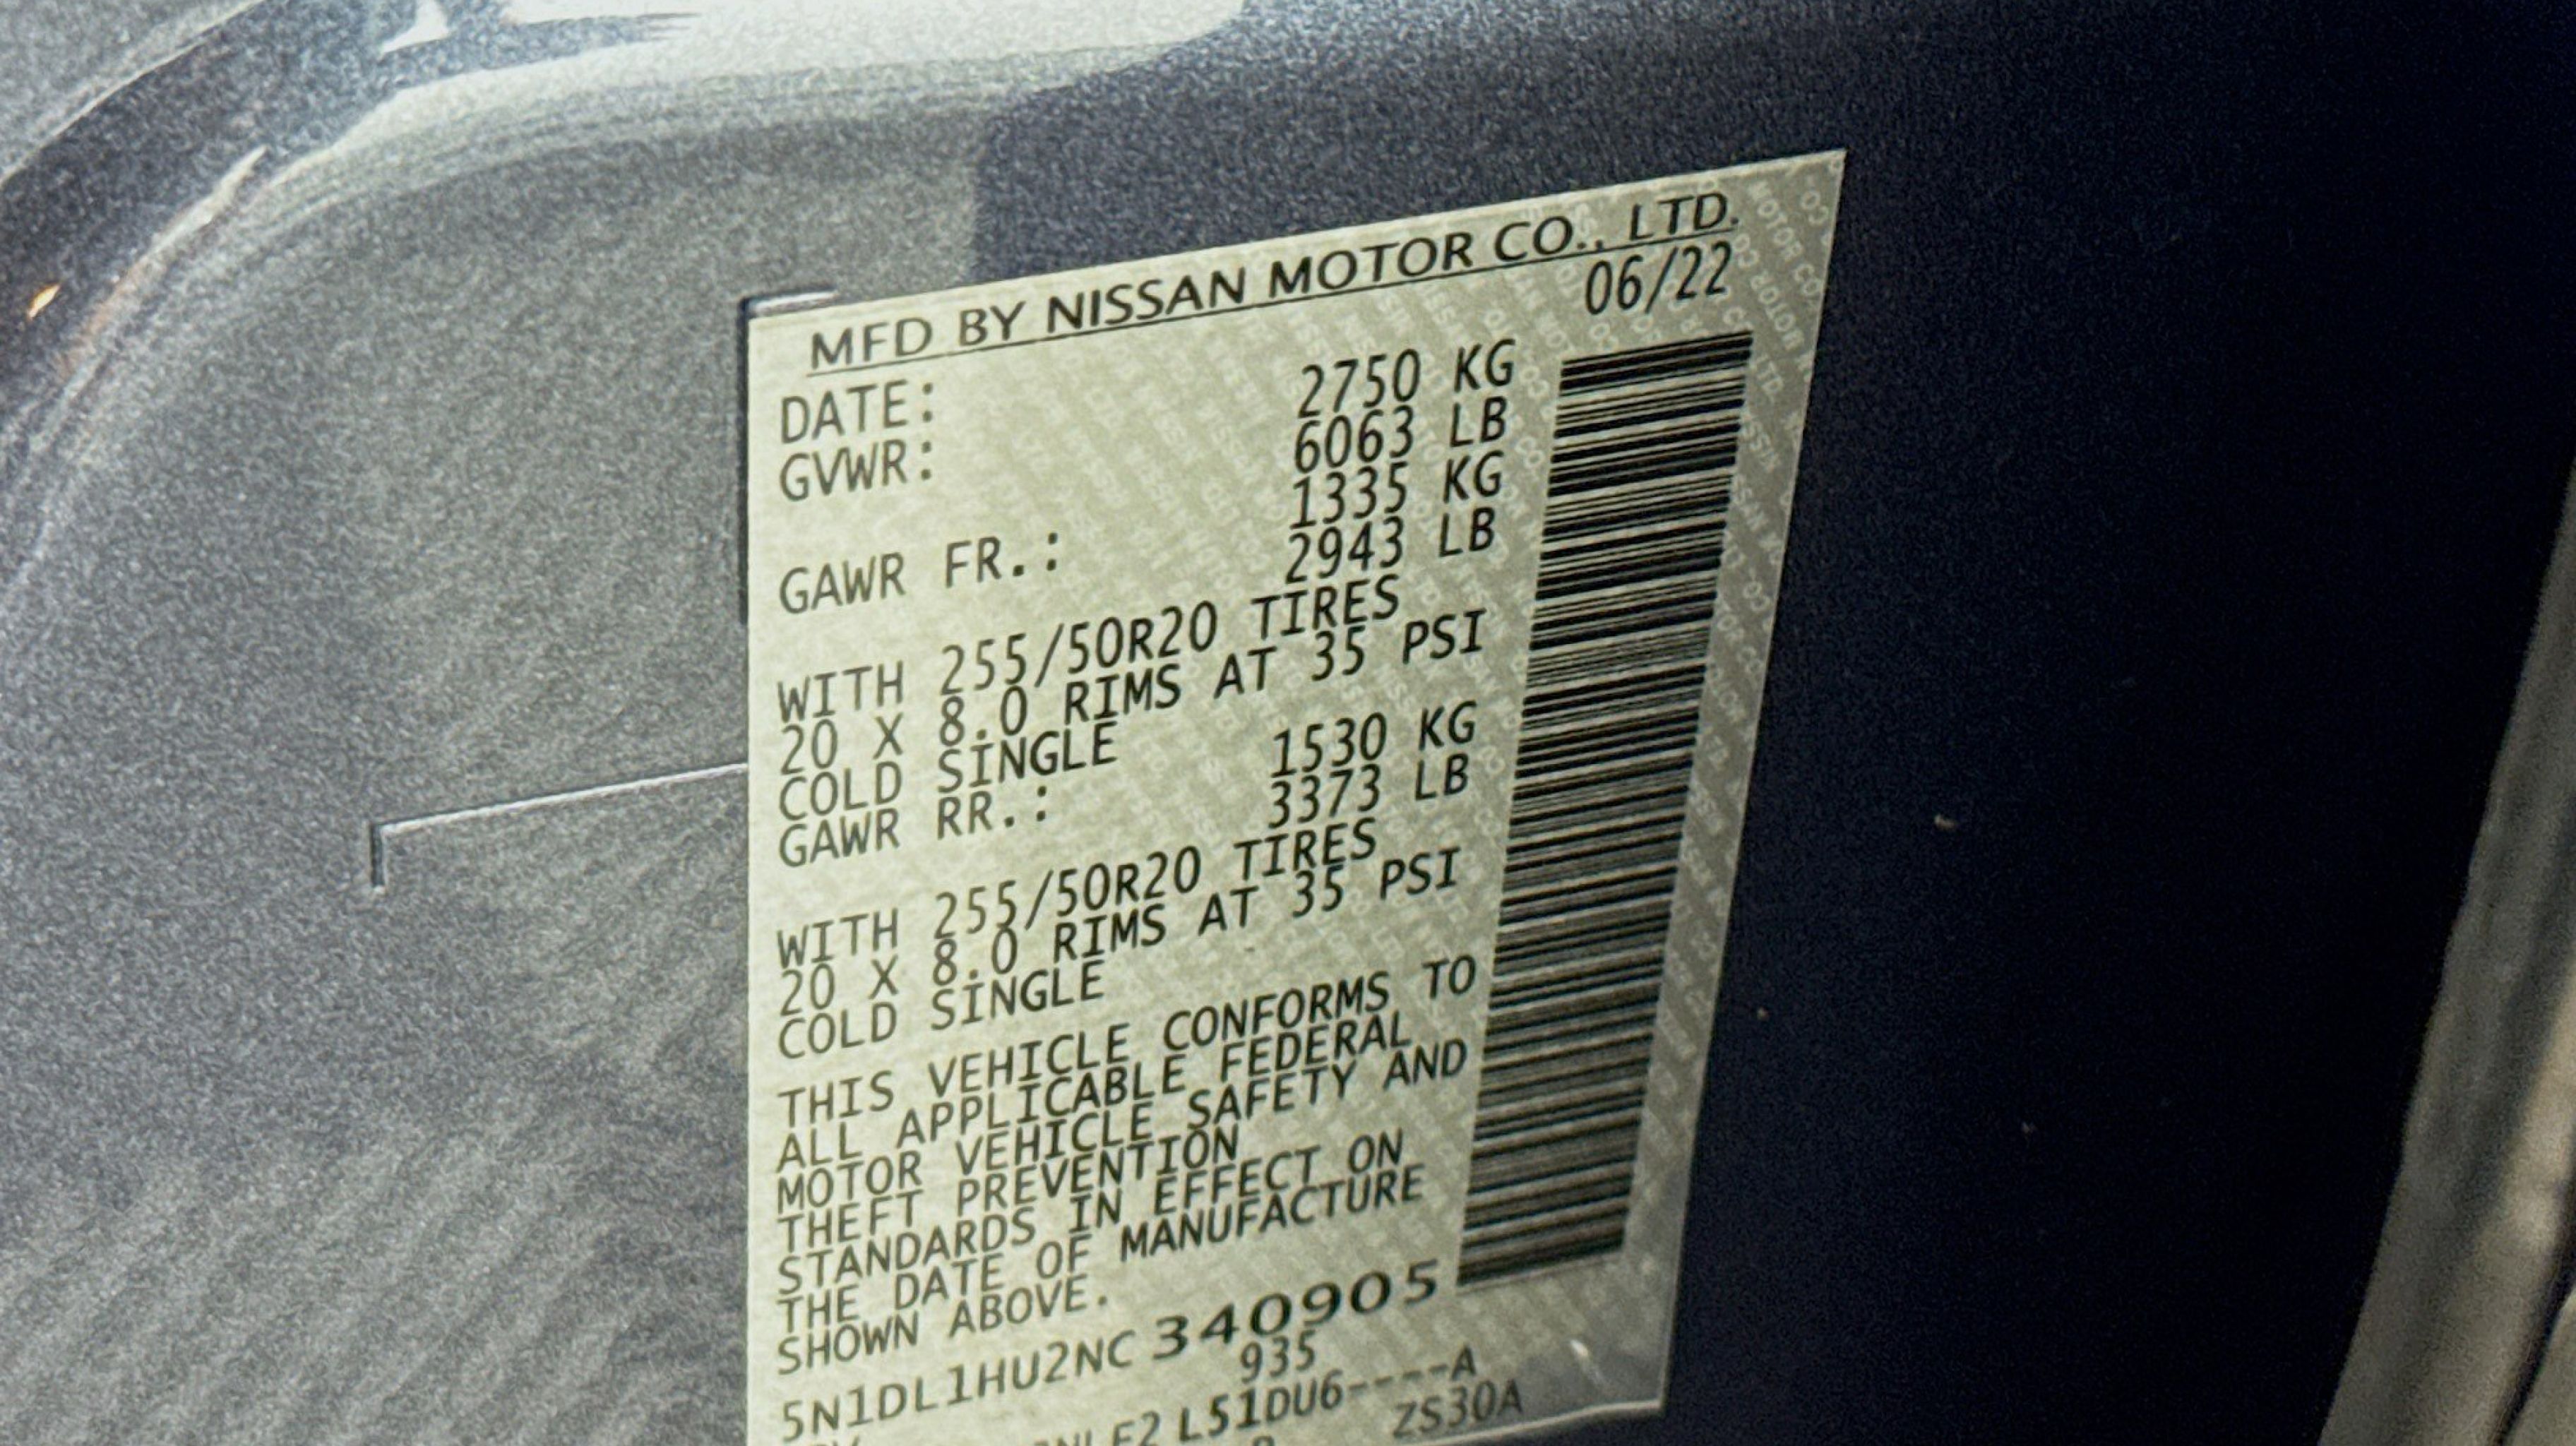 MFD BY NISSAN MOTOR CO., LTD.
DATE: 06/22
GVWR: 2750 KG
6063 LB
GAWR FR.: 1335 KG
2943 LB
WITH 255/50R20 TIRES
20 X 8.0 RIMS AT 35 PSI
COLD SINGLE
GAWR RR.: 1530 KG
3373 LB
WITH 255/50R20 TIRES
20 X 8.0 RIMS AT 35 PSI
COLD SINGLE
THIS VEHICLE CONFORMS TO
ALL APPLICABLE FEDERAL
MOTOR VEHICLE SAFETY AND
THEFT PREVENTION
STANDARDS IN EFFECT ON
THE DATE OF MANUFACTURE
SHOWN ABOVE.
5N1DL1HU2NC 340905
935
L51DU6----A
ZS30A